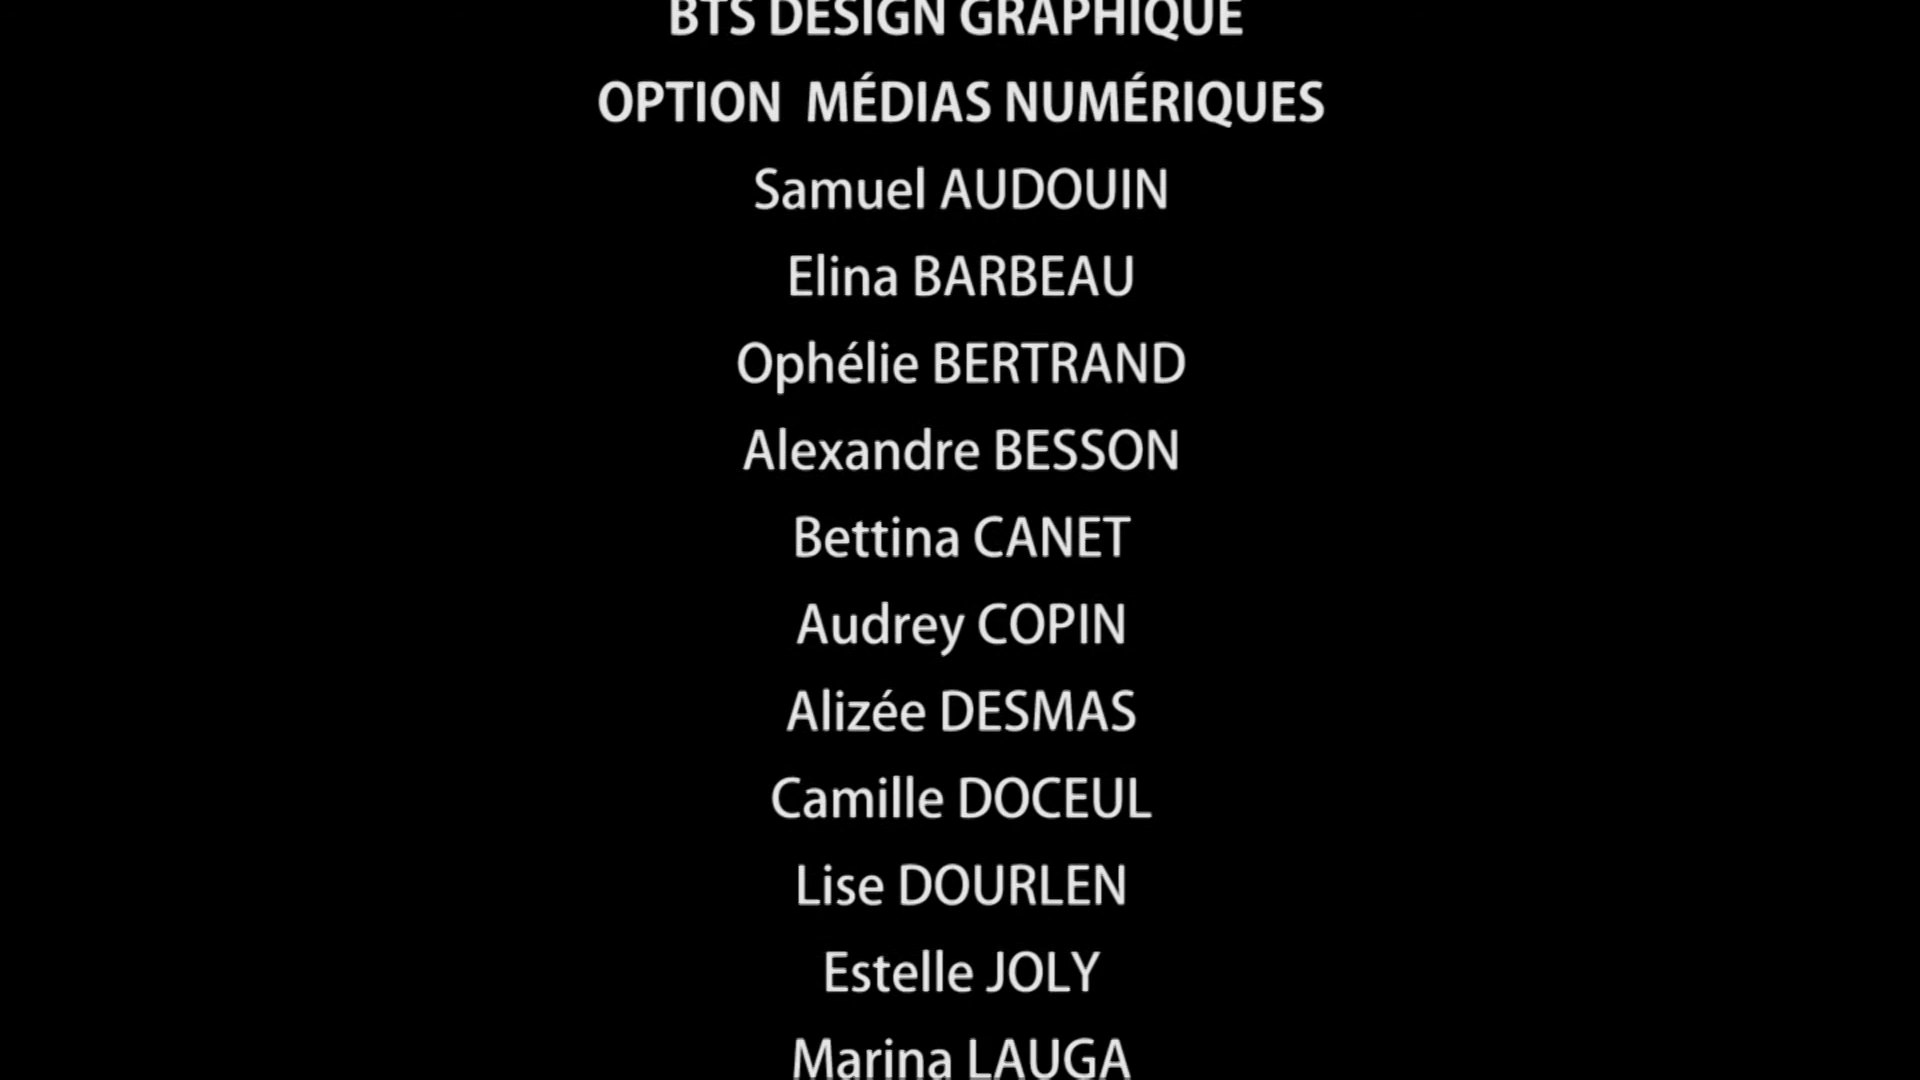 BTS DESIGN GRAPHIQUE
OPTION MÉDIAS NUMÉRIQUES
Samuel AUDOUIN
Elina BARBEAU
Ophélie BERTRAND
Alexandre BESSON
Bettina CANET
Audrey COPIN
Alizée DESMAS
Camille DOCEUL
Lise DOURLEN
Estelle JOLY
Marina LAUGA